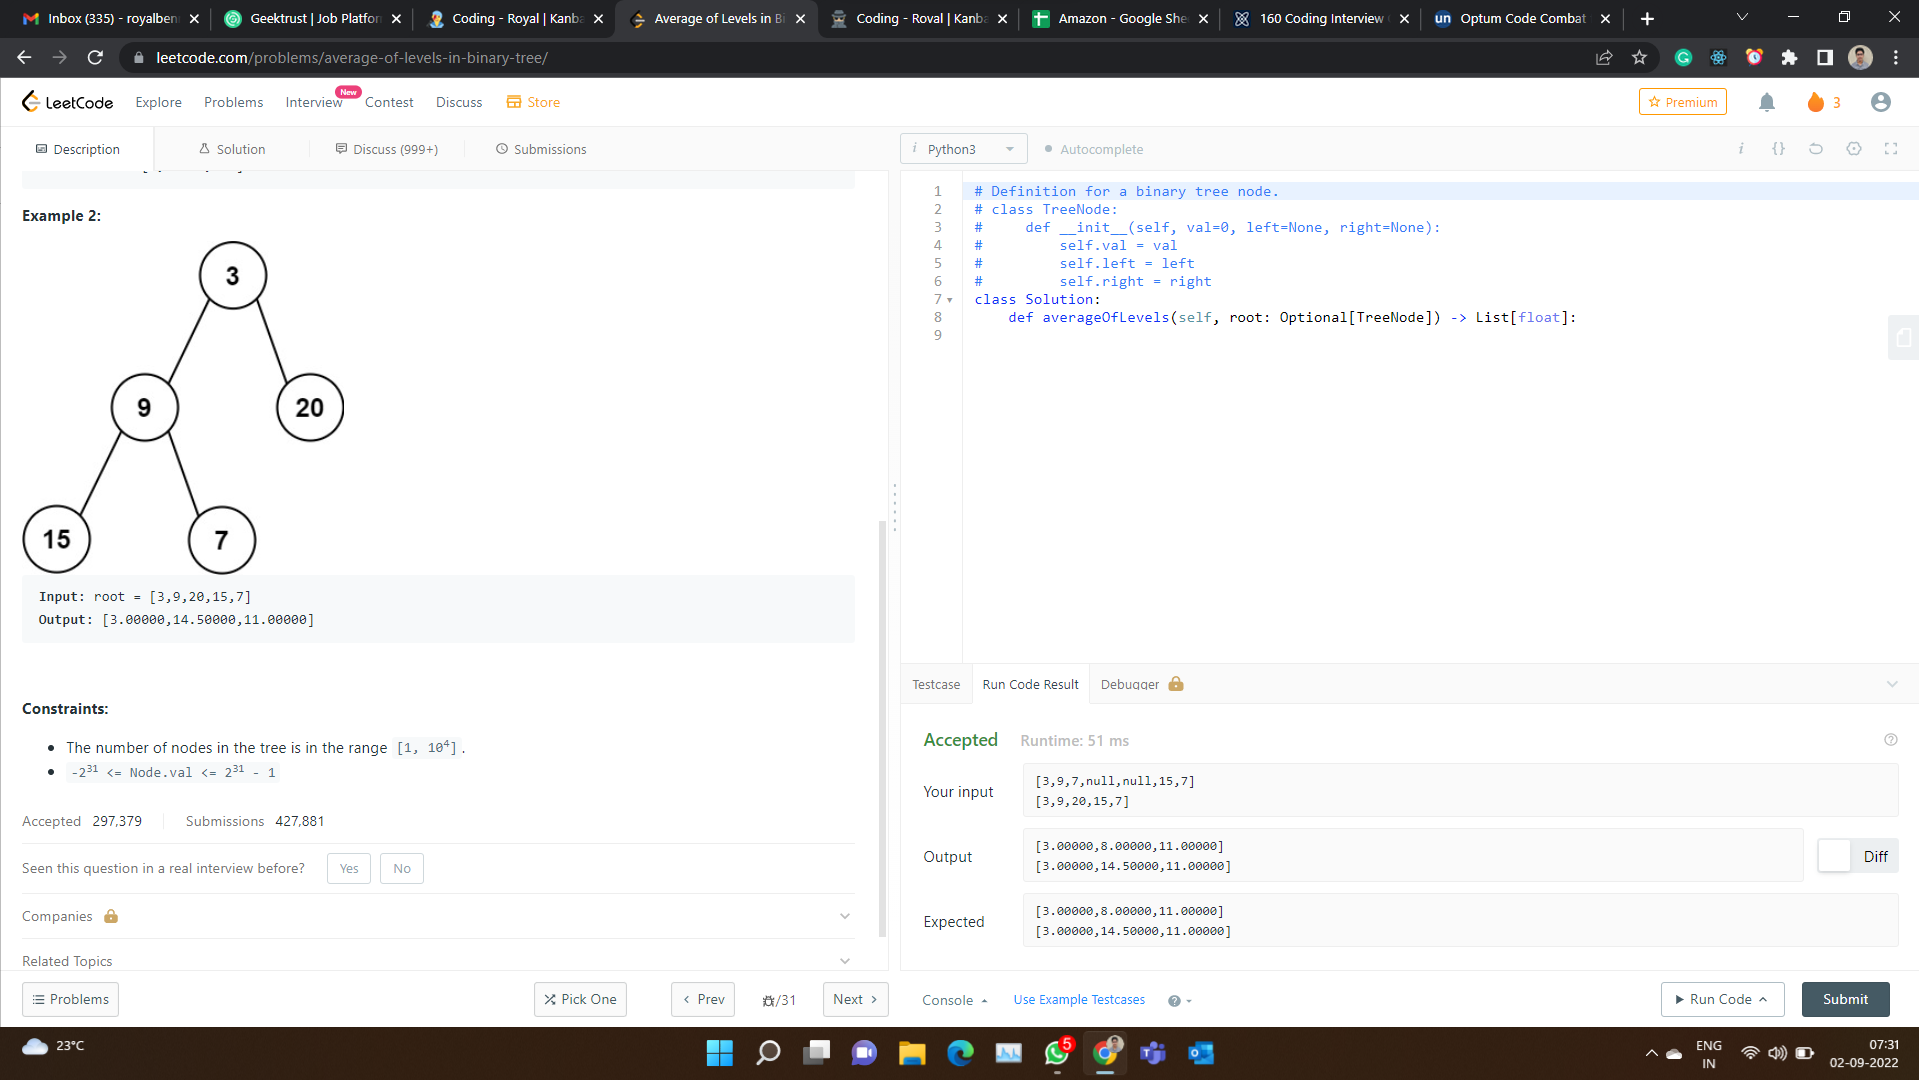 Inbox (335) - royalben
Geektrust | Job Platfor
Coding - Royal | Kanba
Average of Levels in Bi
Coding - Royal | Kanba
Amazon - Google She
160 Coding Interview
Optum Code Combat
leetcode.com/problems/average-of-levels-in-binary-tree/
LeetCode Explore Problems Interview New Contest Discuss Store
Premium 3
Description Solution Discuss (999+) Submissions
i Python3 Autocomplete i {}
Example 2:
3
9 20
15 7
Input: root = [3,9,20,15,7]
Output: [3.00000,14.50000,11.00000]
Constraints:
• The number of nodes in the tree is in the range [1, 10⁴].
• -2³¹ <= Node.val <= 2³¹ - 1
Accepted 297,379 Submissions 427,881
Seen this question in a real interview before? Yes No
Companies
Related Topics
Problems Pick One Prev /31 Next
1 # Definition for a binary tree node.
2 # class TreeNode:
3 #     def __init__(self, val=0, left=None, right=None):
4 #         self.val = val
5 #         self.left = left
6 #         self.right = right
7 class Solution:
8     def averageOfLevels(self, root: Optional[TreeNode]) -> List[float]:
9
Testcase Run Code Result Debugger
Accepted Runtime: 51 ms
Your input
[3,9,7,null,null,15,7]
[3,9,20,15,7]
Output
[3.00000,8.00000,11.00000]
[3.00000,14.50000,11.00000]
Diff
Expected
[3.00000,8.00000,11.00000]
[3.00000,14.50000,11.00000]
Console Use Example Testcases Run Code Submit
23°C
5
ENG
IN
07:31
02-09-2022